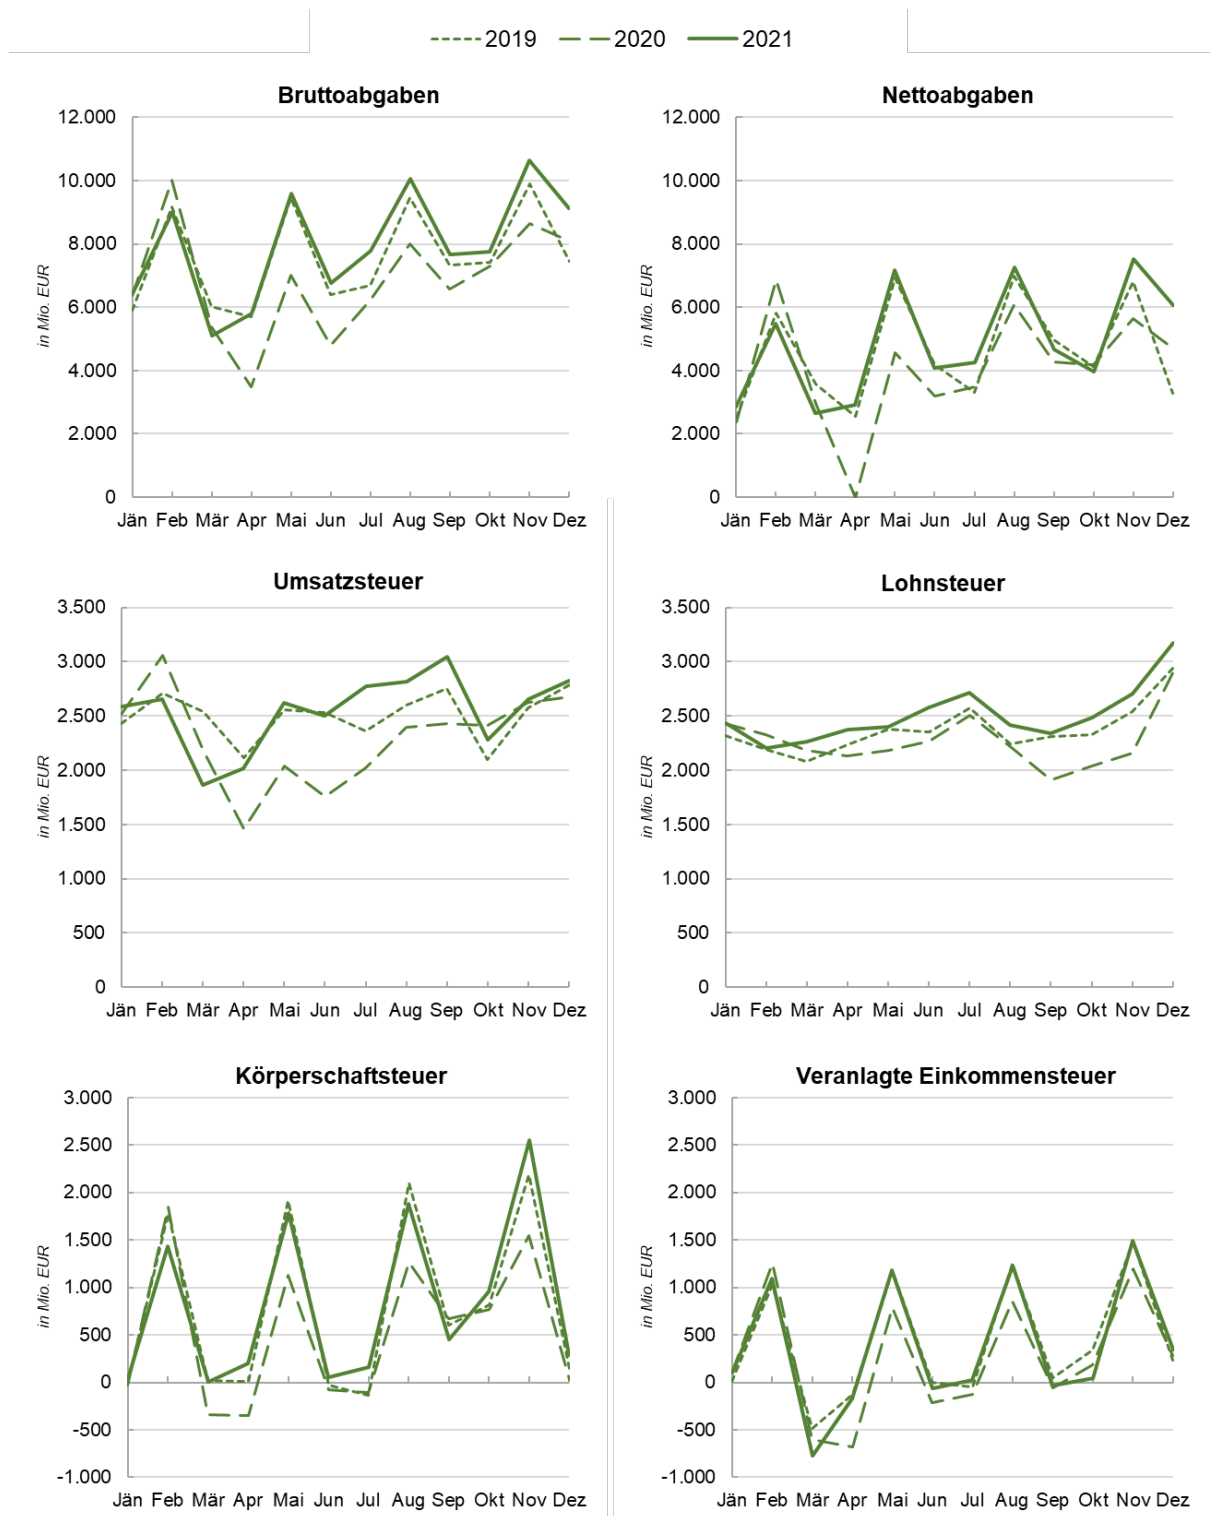 2019 2020 2021
Bruttoabgaben
12.000
10.000
8.000
6.000
4.000
2.000
0
in Mio. EUR
Jän Feb Mär Apr Mai Jun Jul Aug Sep Okt Nov Dez
Nettoabgaben
12.000
10.000
8.000
6.000
4.000
2.000
0
in Mio. EUR
Jän Feb Mär Apr Mai Jun Jul Aug Sep Okt Nov Dez
Umsatzsteuer
3.500
3.000
2.500
2.000
1.500
1.000
500
0
in Mio. EUR
Jän Feb Mär Apr Mai Jun Jul Aug Sep Okt Nov Dez
Lohnsteuer
3.500
3.000
2.500
2.000
1.500
1.000
500
0
in Mio. EUR
Jän Feb Mär Apr Mai Jun Jul Aug Sep Okt Nov Dez
Körperschaftsteuer
3.000
2.500
2.000
1.500
1.000
500
0
-500
-1.000
in Mio. EUR
Jän Feb Mär Apr Mai Jun Jul Aug Sep Okt Nov Dez
Veranlagte Einkommensteuer
3.000
2.500
2.000
1.500
1.000
500
0
-500
-1.000
in Mio. EUR
Jän Feb Mär Apr Mai Jun Jul Aug Sep Okt Nov Dez